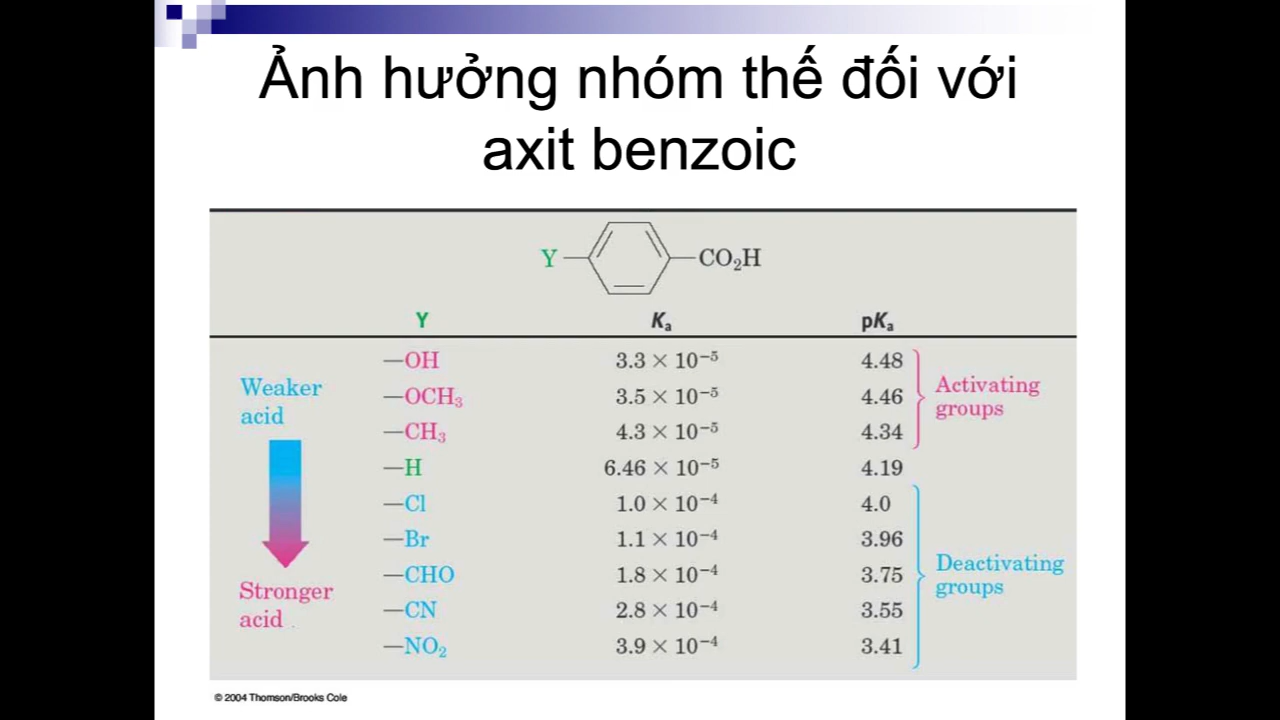 Ảnh hưởng nhóm thế đối với
axit benzoic
Y CO₂H
Y Kₐ pKₐ
Weaker
acid
Stronger
acid
—OH 3.3 × 10⁻⁵ 4.48
—OCH₃ 3.5 × 10⁻⁵ 4.46
—CH₃ 4.3 × 10⁻⁵ 4.34
—H 6.46 × 10⁻⁵ 4.19
—Cl 1.0 × 10⁻⁴ 4.0
—Br 1.1 × 10⁻⁴ 3.96
—CHO 1.8 × 10⁻⁴ 3.75
—CN 2.8 × 10⁻⁴ 3.55
—NO₂ 3.9 × 10⁻⁴ 3.41
Activating
groups
Deactivating
groups
© 2004 Thomson/Brooks Cole